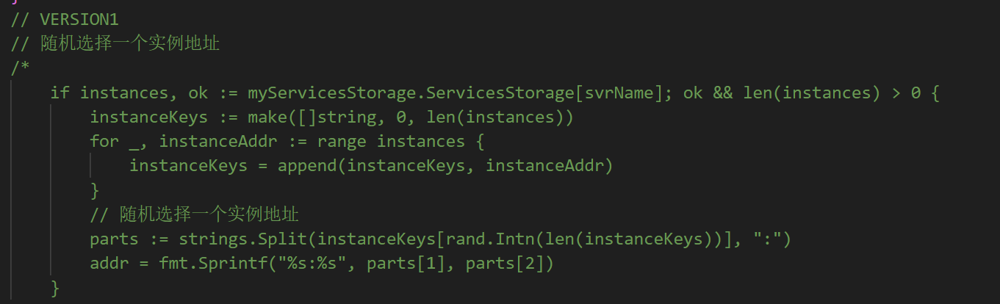 }
// VERSION1
// 随机选择一个实例地址
/*
if instances, ok := myServicesStorage.ServicesStorage[svrName]; ok && len(instances) > 0 {
instanceKeys := make([]string, 0, len(instances))
for _, instanceAddr := range instances {
instanceKeys = append(instanceKeys, instanceAddr)
}
// 随机选择一个实例地址
parts := strings.Split(instanceKeys[rand.Intn(len(instanceKeys))], ":")
addr = fmt.Sprintf("%s:%s", parts[1], parts[2])
}